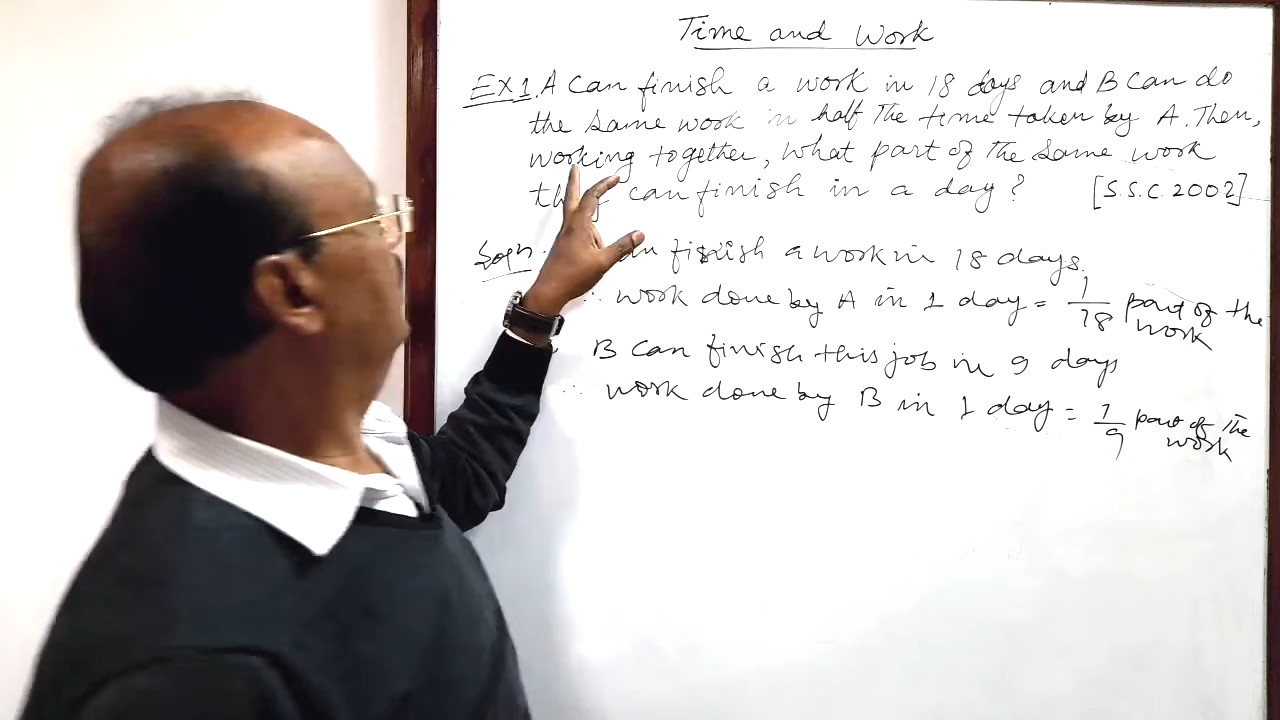 Time and Work
EX1. A can finish a work in 18 days and B can do
the same work in half the time taken by A. Then,
working together, what part of the same work
can finish in a day? [S.S.C. 2002]
Soln. finish a work in 18 days.
∴ work done by A in 1 day = 1/18 part of the work
B can finish this job in 9 days
∴ work done by B in 1 day = 1/9 part of the work